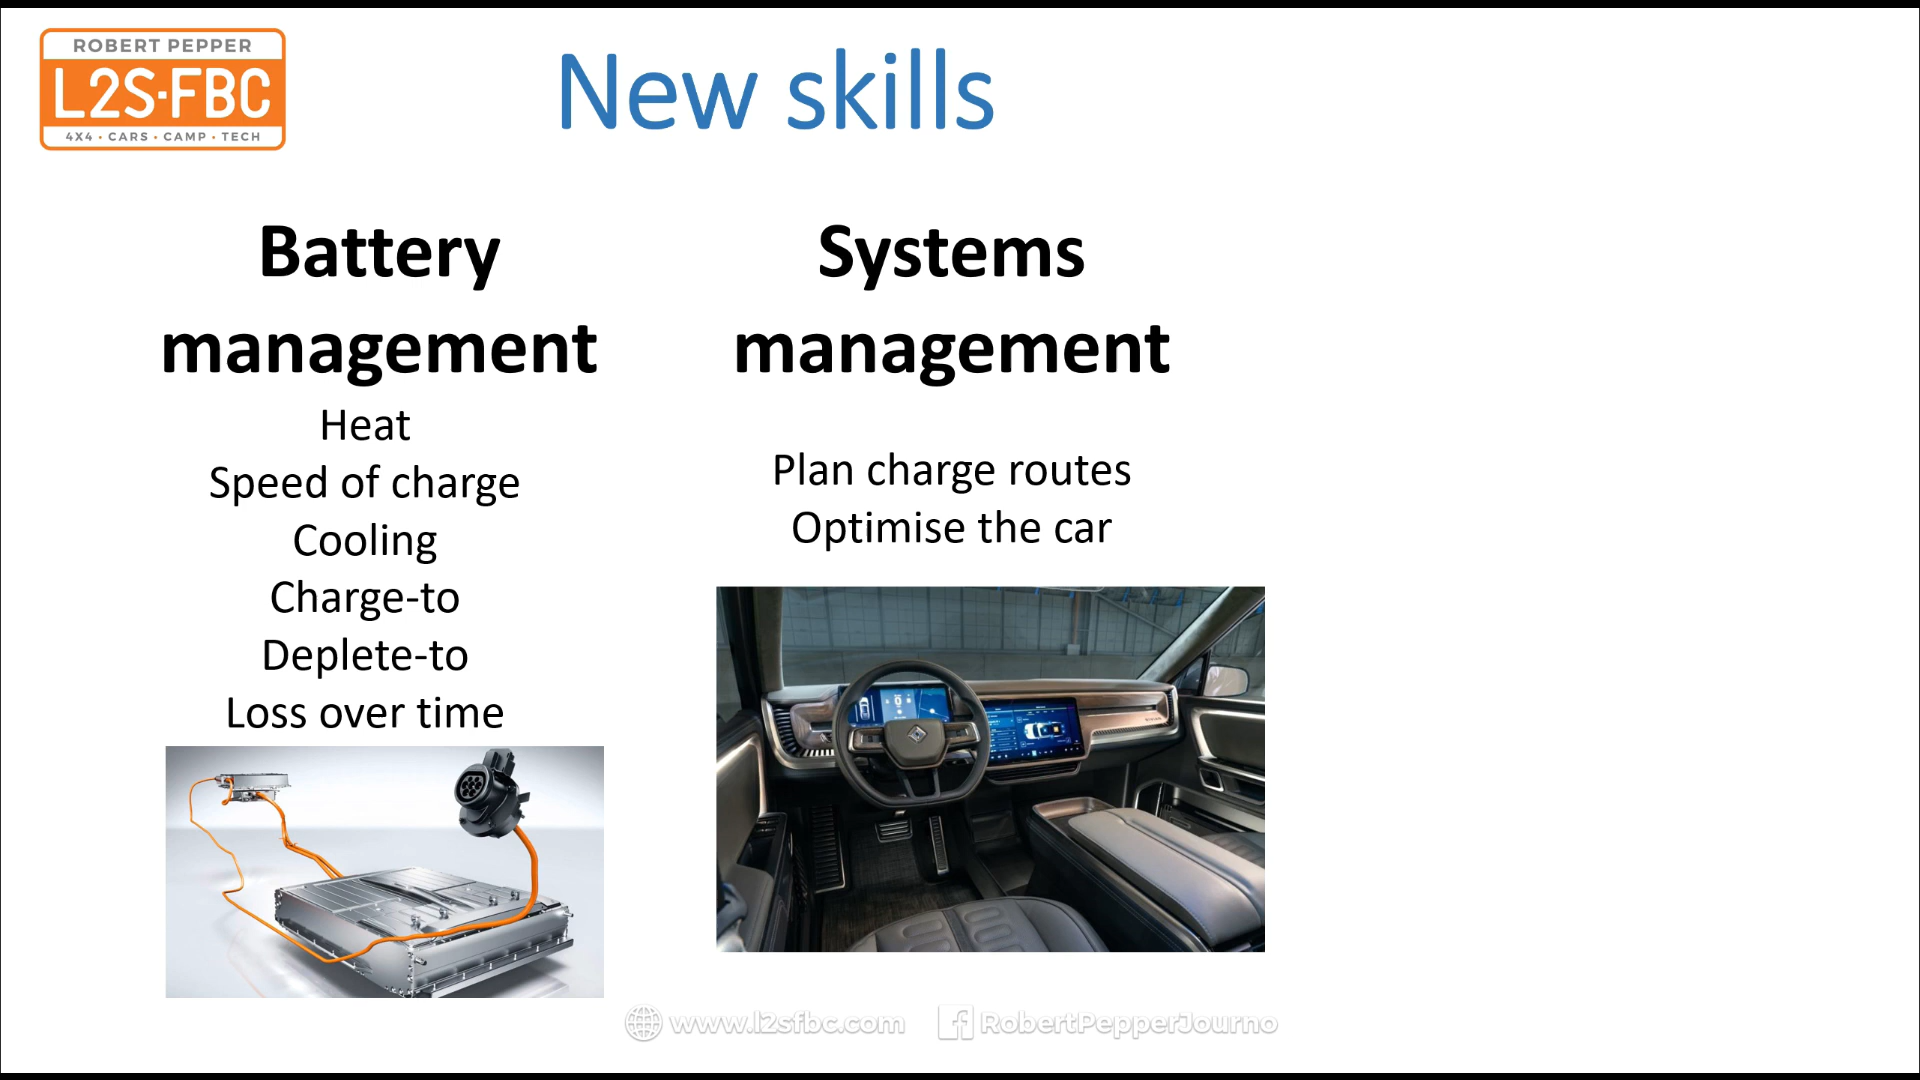 ROBERT PEPPER
L2S·FBC
4X4 • CARS • CAMP • TECH
New skills
Battery
management
Heat
Speed of charge
Cooling
Charge-to
Deplete-to
Loss over time
Systems
management
Plan charge routes
Optimise the car
www.l2sfbc.com
RobertPepperJourno